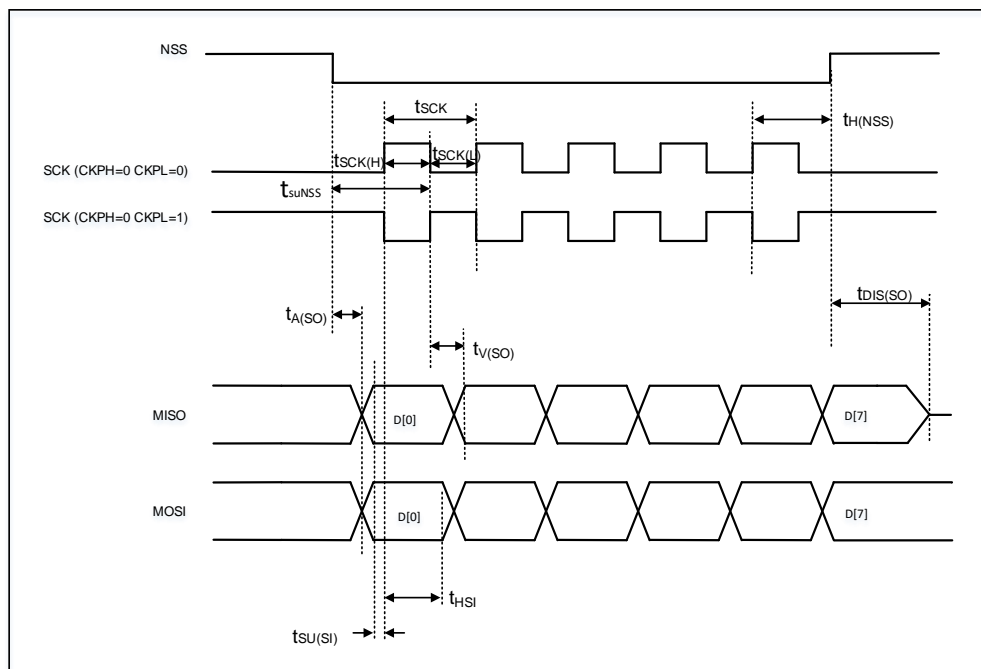 NSS
tSCK
tH(NSS)
tSCK(H)
tSCK(L)
SCK (CKPH=0 CKPL=0)
tsuNSS
SCK (CKPH=0 CKPL=1)
tDIS(SO)
tA(SO)
tV(SO)
MISO
D[0]
D[7]
MOSI
D[0]
D[7]
tHSI
tSU(SI)